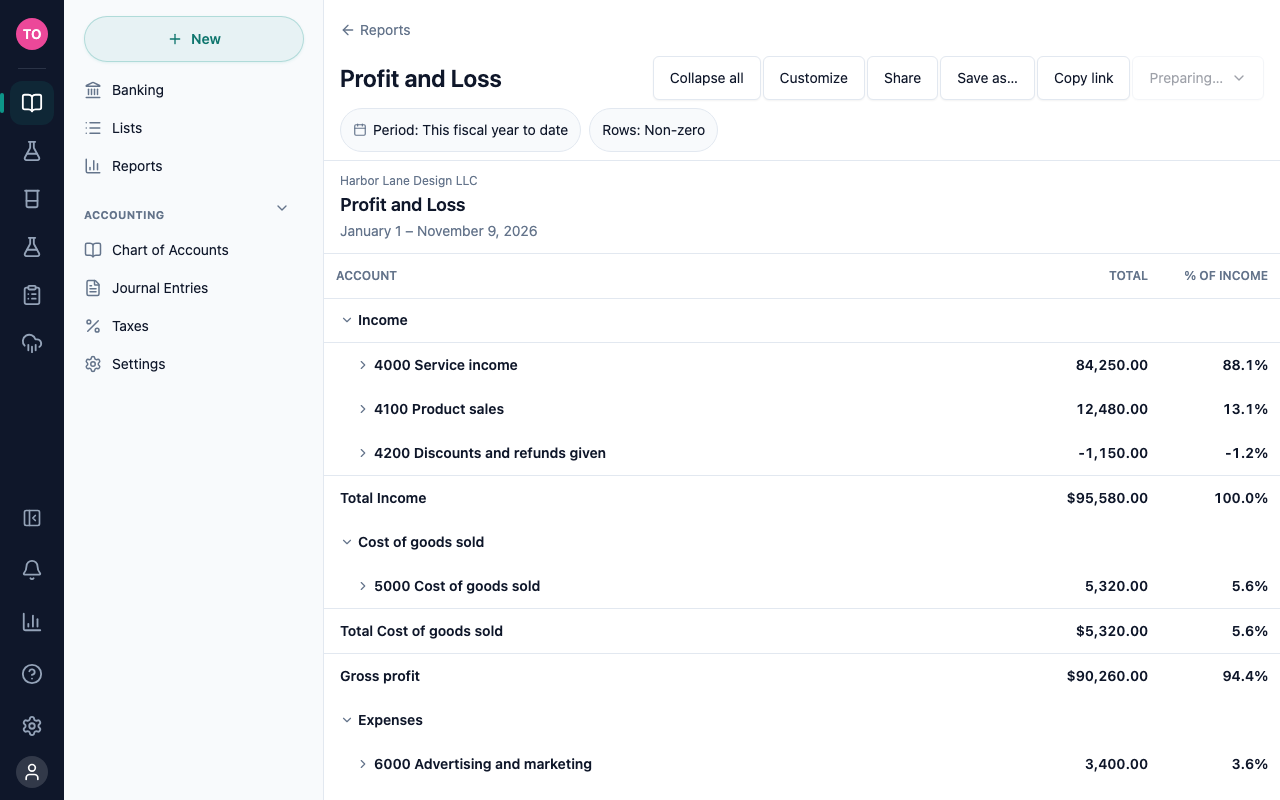 TO
New
Banking
Lists
Reports
ACCOUNTING
Chart of Accounts
Journal Entries
Taxes
Settings
Reports
Profit and Loss
Collapse all
Customize
Share
Save as...
Copy link
Preparing...
Period: This fiscal year to date
Rows: Non-zero
Harbor Lane Design LLC
Profit and Loss
January 1 – November 9, 2026
ACCOUNT TOTAL % OF INCOME
Income
4000 Service income 84,250.00 88.1%
4100 Product sales 12,480.00 13.1%
4200 Discounts and refunds given -1,150.00 -1.2%
Total Income $95,580.00 100.0%
Cost of goods sold
5000 Cost of goods sold 5,320.00 5.6%
Total Cost of goods sold $5,320.00 5.6%
Gross profit $90,260.00 94.4%
Expenses
6000 Advertising and marketing 3,400.00 3.6%